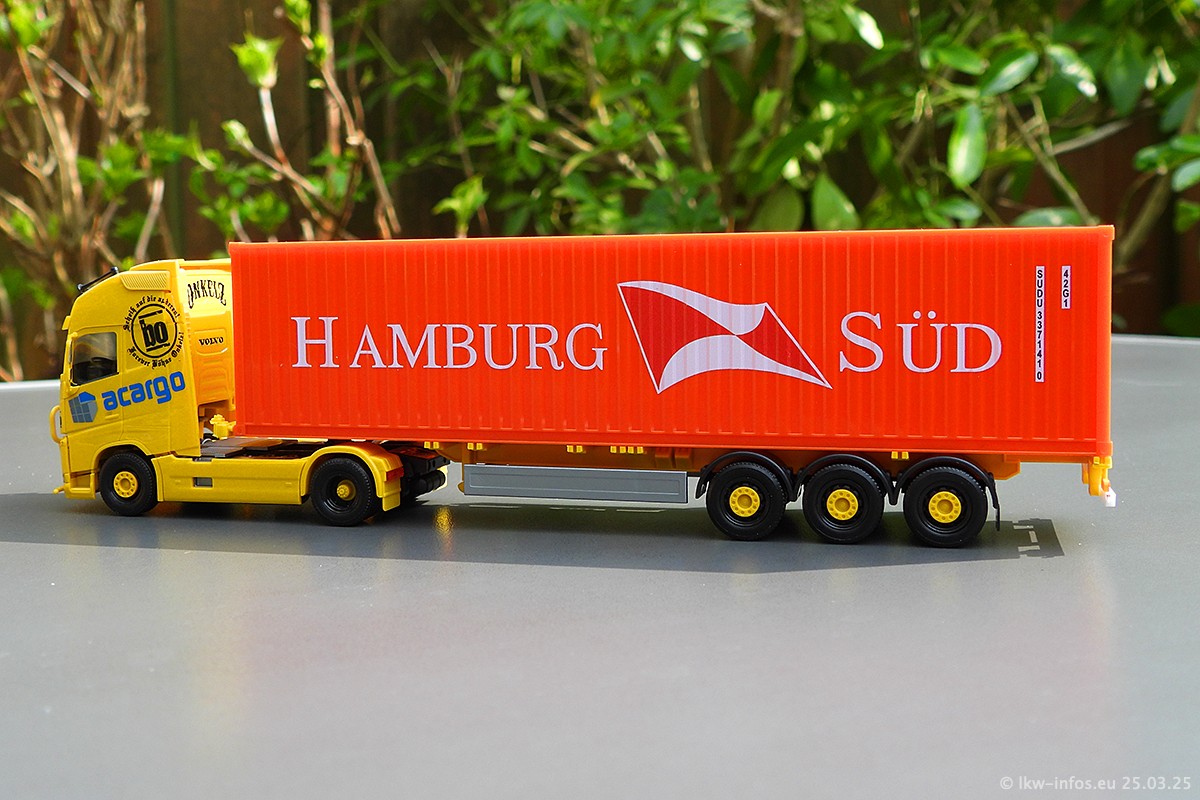 ONKELZ
VOLVO
bo
acargo
HAMBURG SÜD
SUDU 337141 0
42G1
© lkw-infos.eu 25.03.25